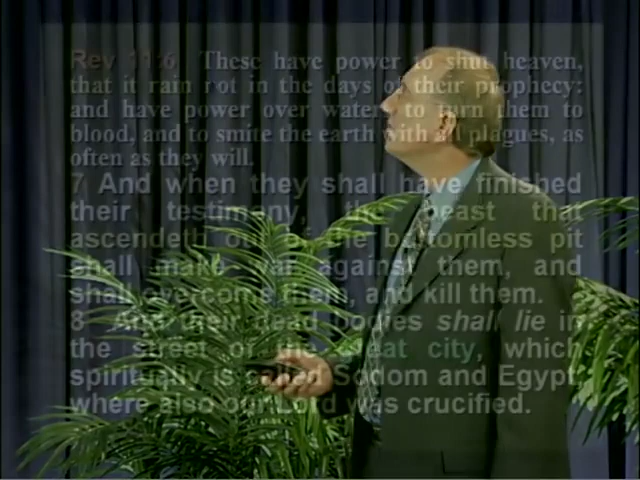 Rev 11:6 These have power to shut heaven,
that it rain not in the days of their prophecy:
and have power over waters to turn them to
blood, and to smite the earth with all plagues, as
often as they will.
7 And when they shall have finished
their testimony, the beast that
ascendeth out of the bottomless pit
shall make war against them, and
shall overcome them, and kill them.
8 And their dead bodies shall lie in
the street of the great city, which
spiritually is called Sodom and Egypt,
where also our Lord was crucified.